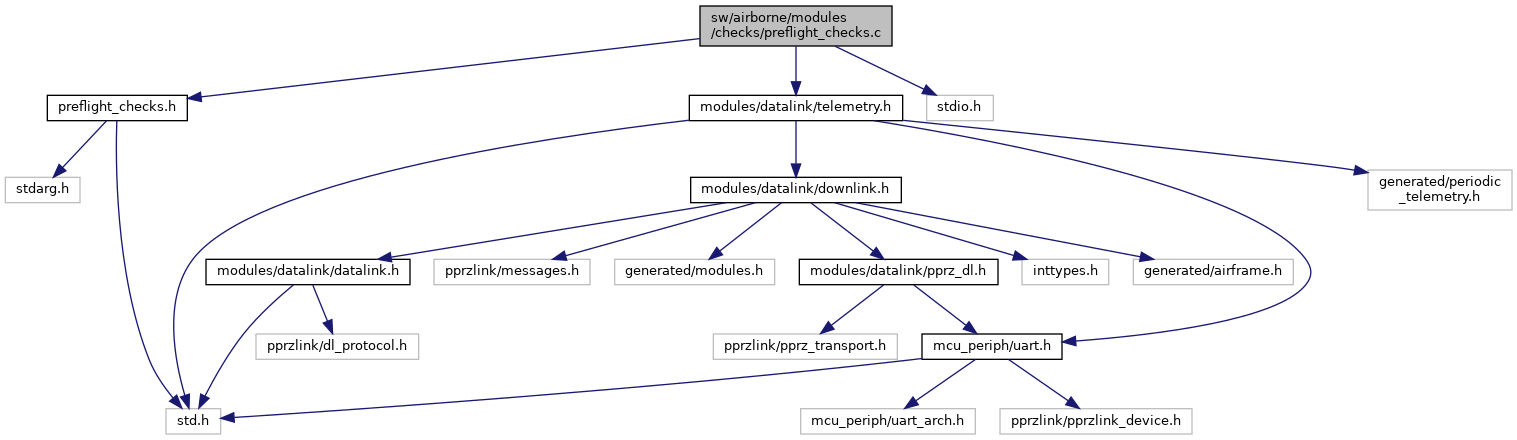 sw/airborne/modules
/checks/preflight_checks.c
preflight_checks.h
modules/datalink/telemetry.h
stdio.h
stdarg.h
modules/datalink/downlink.h
generated/periodic
_telemetry.h
modules/datalink/datalink.h
pprzlink/messages.h
generated/modules.h
modules/datalink/pprz_dl.h
inttypes.h
generated/airframe.h
pprzlink/dl_protocol.h
pprzlink/pprz_transport.h
mcu_periph/uart.h
std.h
mcu_periph/uart_arch.h
pprzlink/pprzlink_device.h